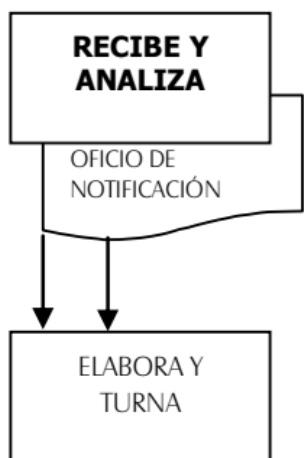 RECIBE Y
ANALIZA
OFICIO DE
NOTIFICACIÓN
ELABORA Y
TURNA